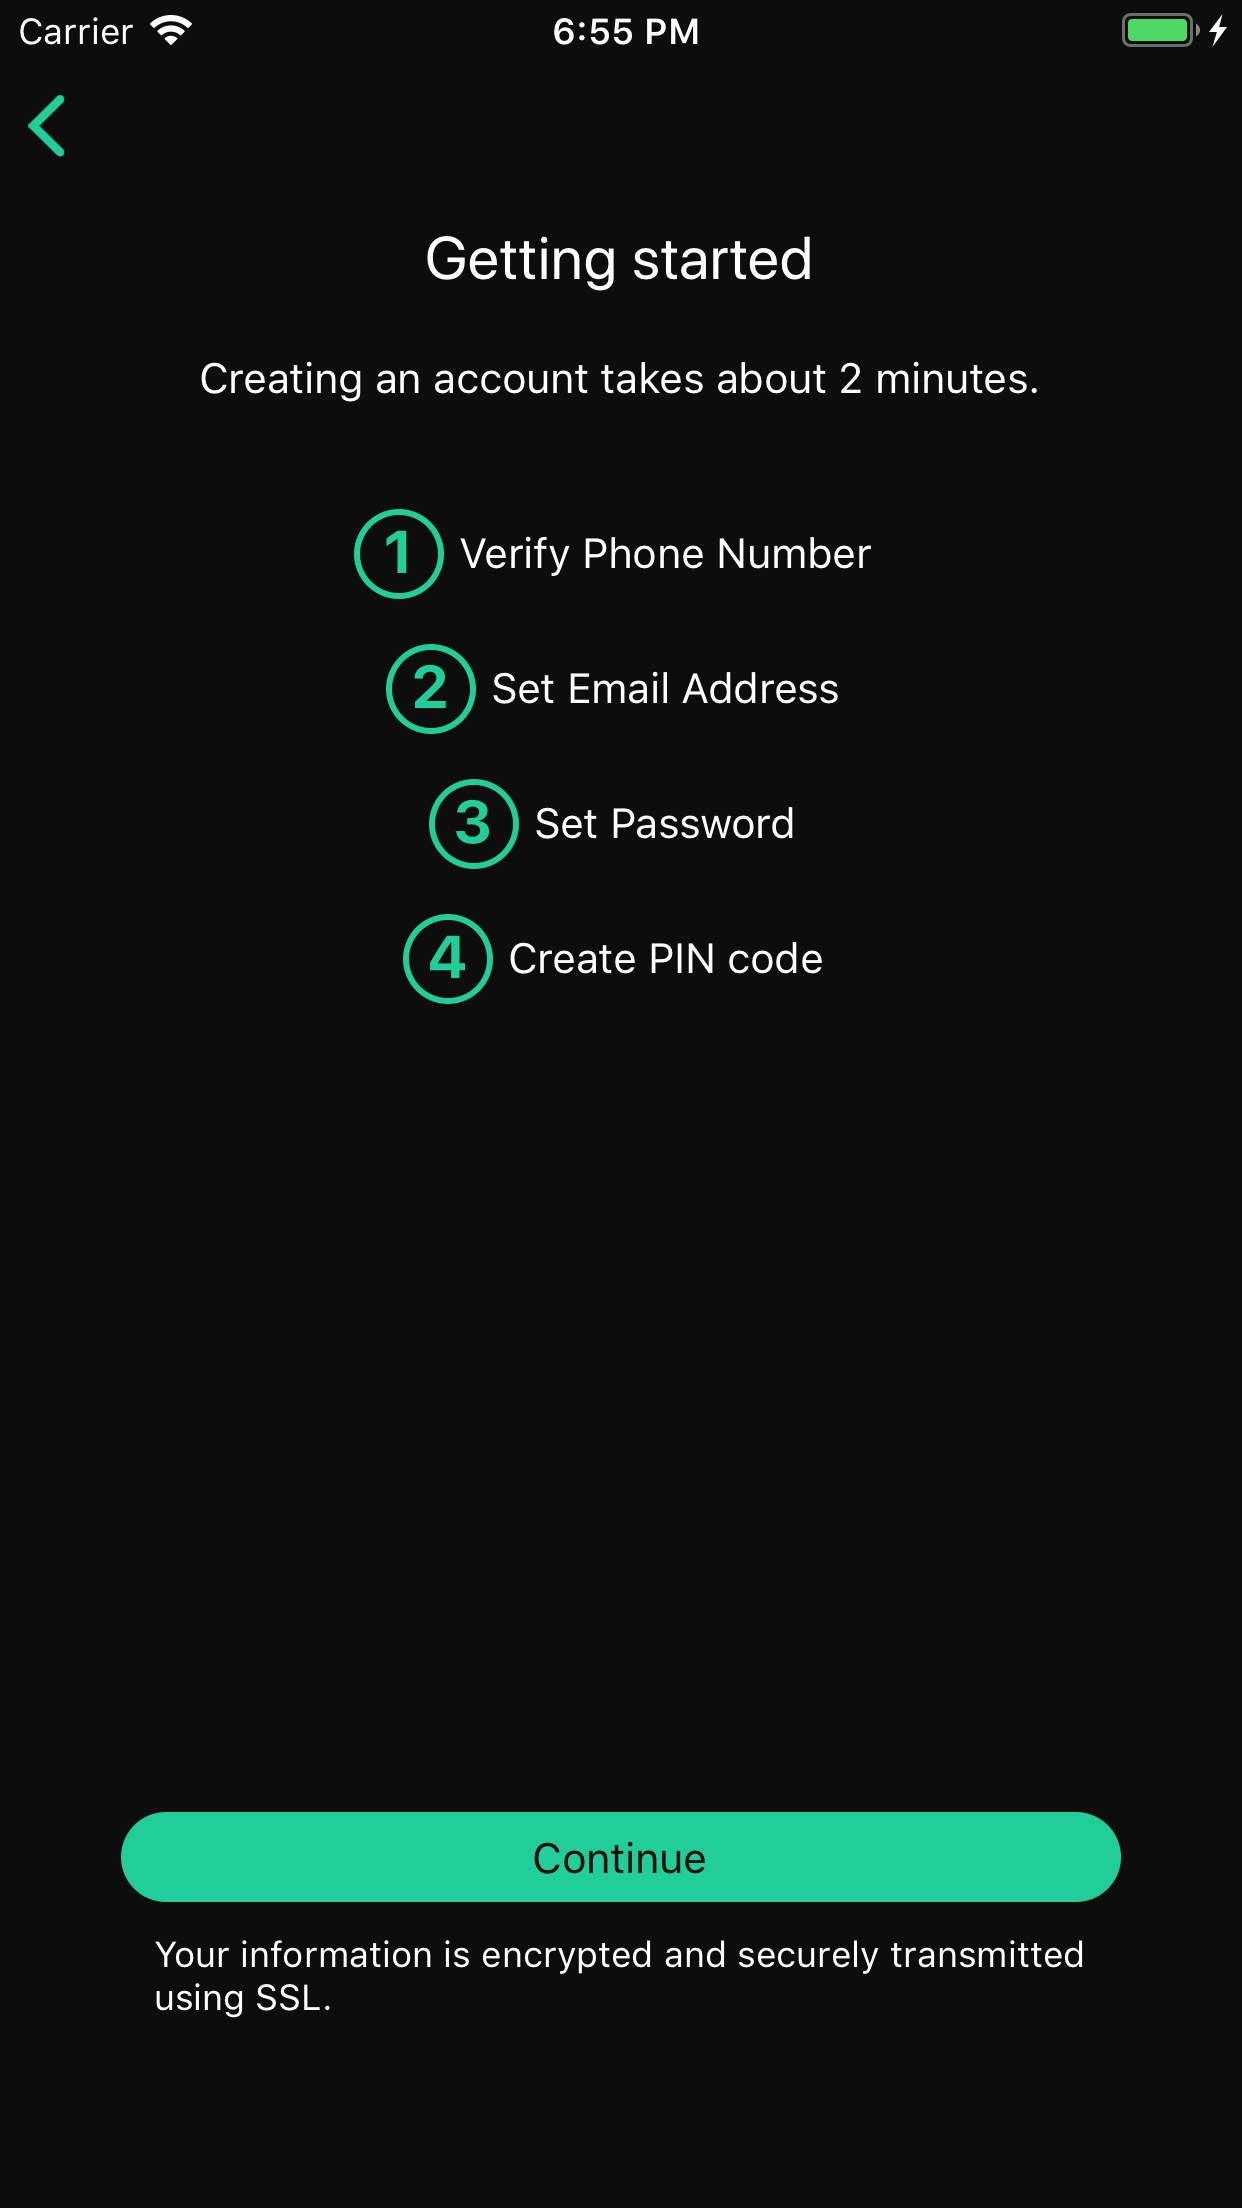 Carrier 6:55 PM
Getting started
Creating an account takes about 2 minutes.
1 Verify Phone Number
2 Set Email Address
3 Set Password
4 Create PIN code
Continue
Your information is encrypted and securely transmitted
using SSL.